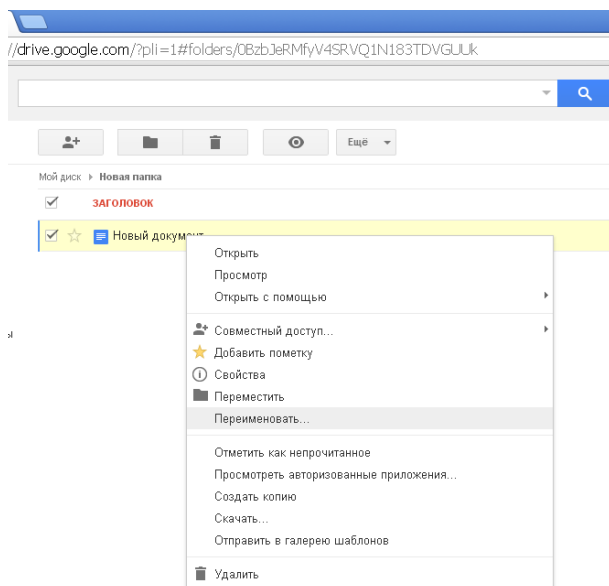 //drive.google.com/?pli=1#folders/0BzbJeRMfyV4SRVQ1N183TDVGUUk
Ещё
Мой диск Новая папка
ЗАГОЛОВОК
Новый докум
Открыть
Просмотр
Открыть с помощью
ы
Совместный доступ...
Добавить пометку
Свойства
Переместить
Переименовать...
Отметить как непрочитанное
Просмотреть авторизованные приложения...
Создать копию
Скачать...
Отправить в галерею шаблонов
Удалить